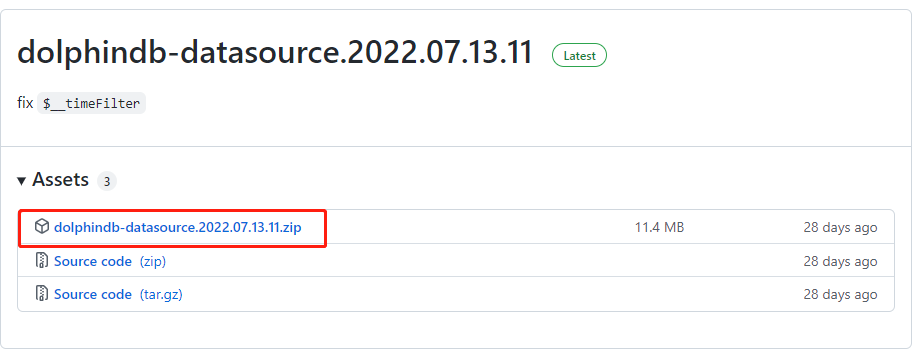 dolphindb-datasource.2022.07.13.11 Latest
fix $__timeFilter
Assets 3
dolphindb-datasource.2022.07.13.11.zip 11.4 MB 28 days ago
Source code (zip) 28 days ago
Source code (tar.gz) 28 days ago